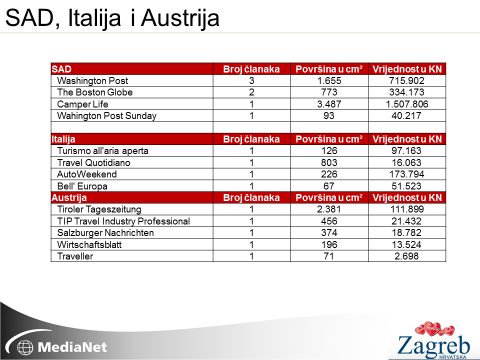 SAD, Italija i Austrija
SAD Broj članaka Površina u cm² Vrijednost u KN
Washington Post 3 1.655 715.902
The Boston Globe 2 773 334.173
Camper Life 1 3.487 1.507.806
Wahington Post Sunday 1 93 40.217
Italija Broj članaka Površina u cm² Vrijednost u KN
Turismo all'aria aperta 1 126 97.163
Travel Quotidiano 1 803 16.063
AutoWeekend 1 226 173.794
Bell' Europa 1 67 51.523
Austrija Broj članaka Površina u cm² Vrijednost u KN
Tiroler Tageszeitung 1 2.381 111.899
TIP Travel Industry Professional 1 456 21.432
Salzburger Nachrichten 1 374 18.782
Wirtschaftsblatt 1 196 13.524
Traveller 1 71 2.698
MediaNet
Zagreb
HRVATSKA